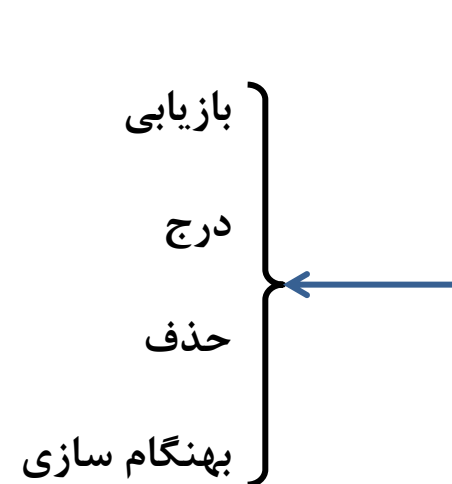 بازیابی
درج
حذف
بهنگام سازی